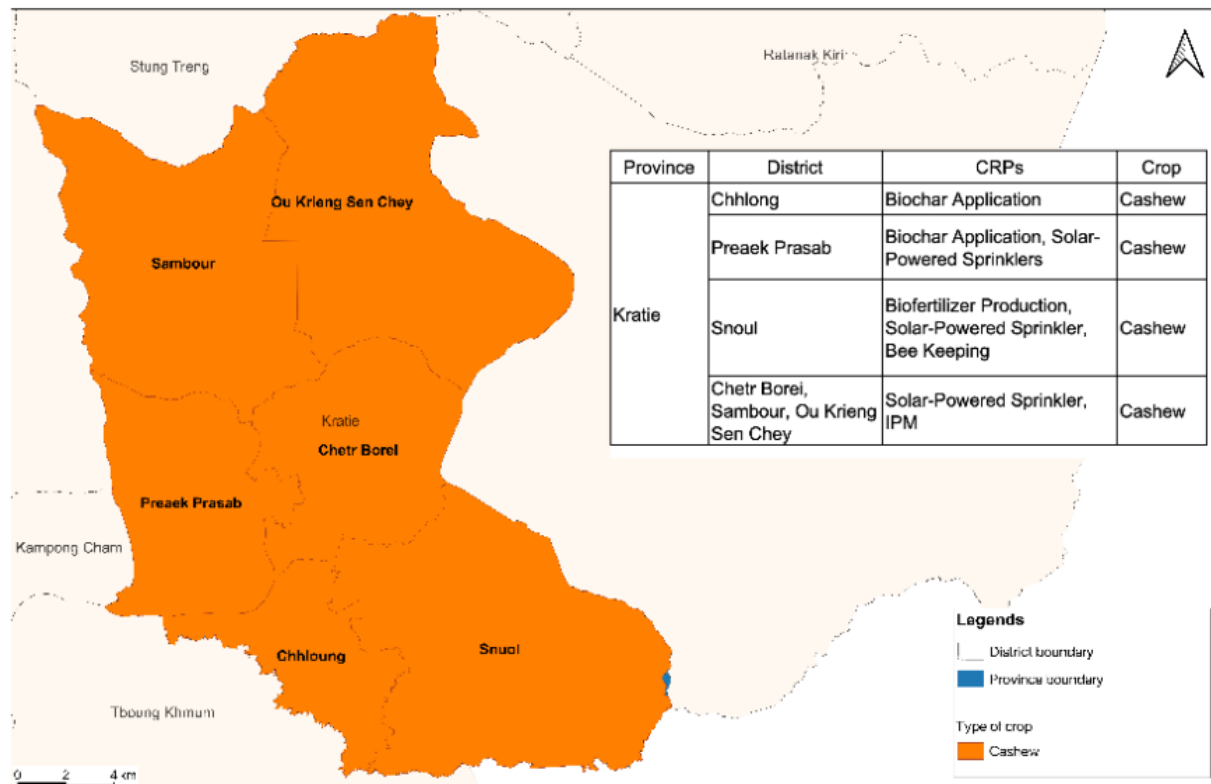 Stung Treng
Ratanak Kiri
Ou Krieng Sen Chey
Sambour
Kratie
Chetr Borei
Preaek Prasab
Kampong Cham
Chhloung
Snuol
Tboung Khmum
0 2 4 km
Province District CRPs Crop
Kratie
Chhlong Biochar Application Cashew
Preaek Prasab Biochar Application, Solar-
Powered Sprinklers Cashew
Snoul Biofertilizer Production,
Solar-Powered Sprinkler,
Bee Keeping Cashew
Chetr Borei,
Sambour, Ou Krieng
Sen Chey
Solar-Powered Sprinkler,
IPM
Cashew
Legends
District boundary
Province boundary
Type of crop
Cashew